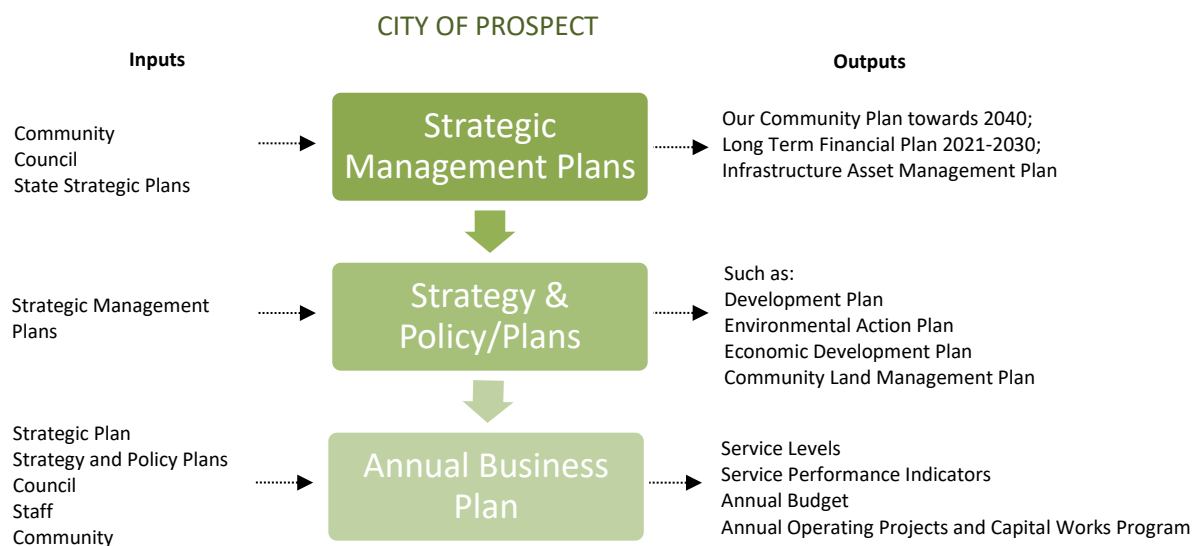 CITY OF PROSPECT
Inputs
Outputs
Community
Council
State Strategic Plans
Strategic
Management Plans
Our Community Plan towards 2040;
Long Term Financial Plan 2021-2030;
Infrastructure Asset Management Plan
Strategic Management
Plans
Strategy &
Policy/Plans
Such as:
Development Plan
Environmental Action Plan
Economic Development Plan
Community Land Management Plan
Strategic Plan
Strategy and Policy Plans
Council
Staff
Community
Annual Business
Plan
Service Levels
Service Performance Indicators
Annual Budget
Annual Operating Projects and Capital Works Program